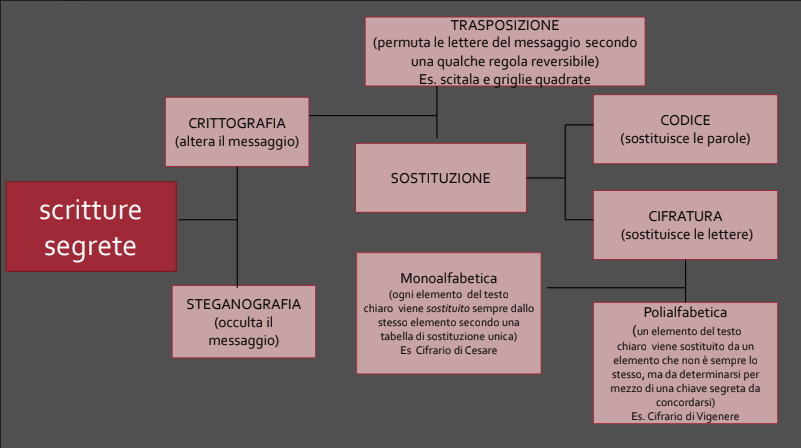 TRASPOSIZIONE
(permuta le lettere del messaggio secondo
una qualche regola reversibile)
Es. scitala e griglie quadrate
CRITTOGRAFIA
(altera il messaggio)
CODICE
(sostituisce le parole)
SOSTITUZIONE
scritture
segrete
CIFRATURA
(sostituisce le lettere)
STEGANOGRAFIA
(occulta il
messaggio)
Monoalfabetica
(ogni elemento del testo
chiaro viene sostituito sempre dallo
stesso elemento secondo una
tabella di sostituzione unica)
Es Cifrario di Cesare
Polialfabetica
(un elemento del testo
chiaro viene sostituito da un
elemento che non è sempre lo
stesso, ma da determinarsi per
mezzo di una chiave segreta da
concordarsi)
Es. Cifrario di Vigenere